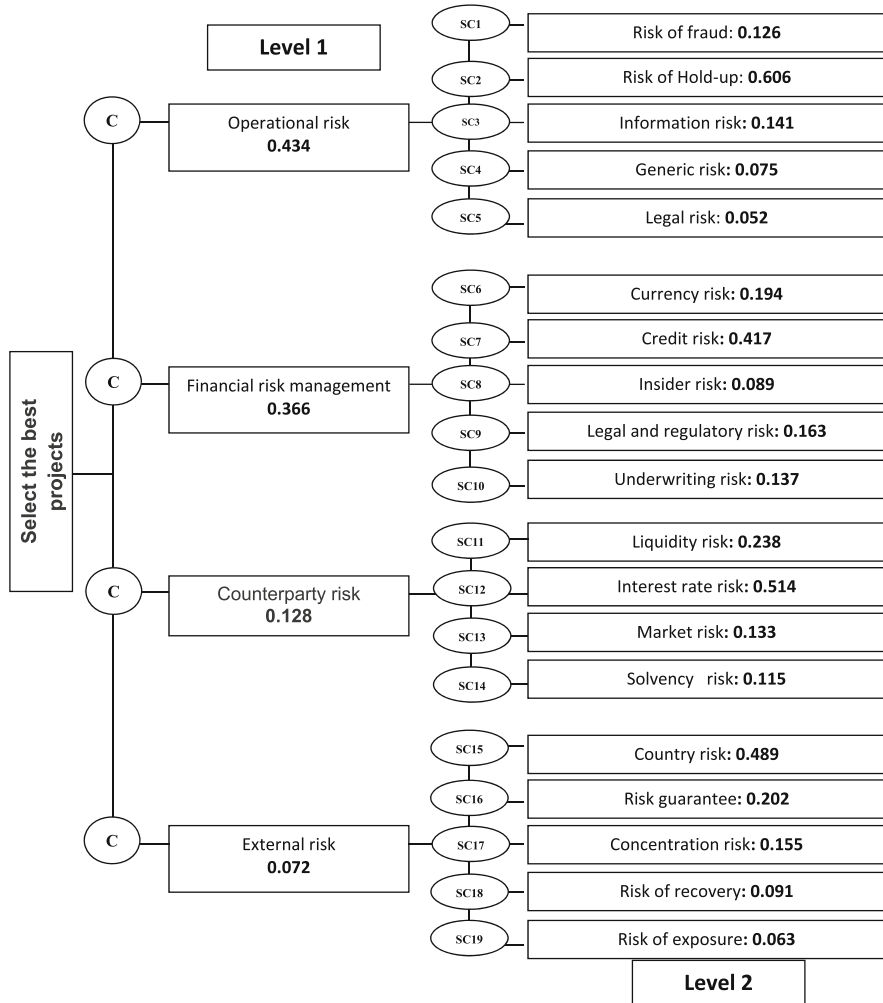 Level 1
Select the best
projects
C
Operational risk
0.434
SC1
Risk of fraud: 0.126
SC2
Risk of Hold-up: 0.606
SC3
Information risk: 0.141
SC4
Generic risk: 0.075
SC5
Legal risk: 0.052
C
Financial risk management
0.366
SC6
Currency risk: 0.194
SC7
Credit risk: 0.417
SC8
Insider risk: 0.089
SC9
Legal and regulatory risk: 0.163
SC10
Underwriting risk: 0.137
C
Counterparty risk
0.128
SC11
Liquidity risk: 0.238
SC12
Interest rate risk: 0.514
SC13
Market risk: 0.133
SC14
Solvency risk: 0.115
C
External risk
0.072
SC15
Country risk: 0.489
SC16
Risk guarantee: 0.202
SC17
Concentration risk: 0.155
SC18
Risk of recovery: 0.091
SC19
Risk of exposure: 0.063
Level 2